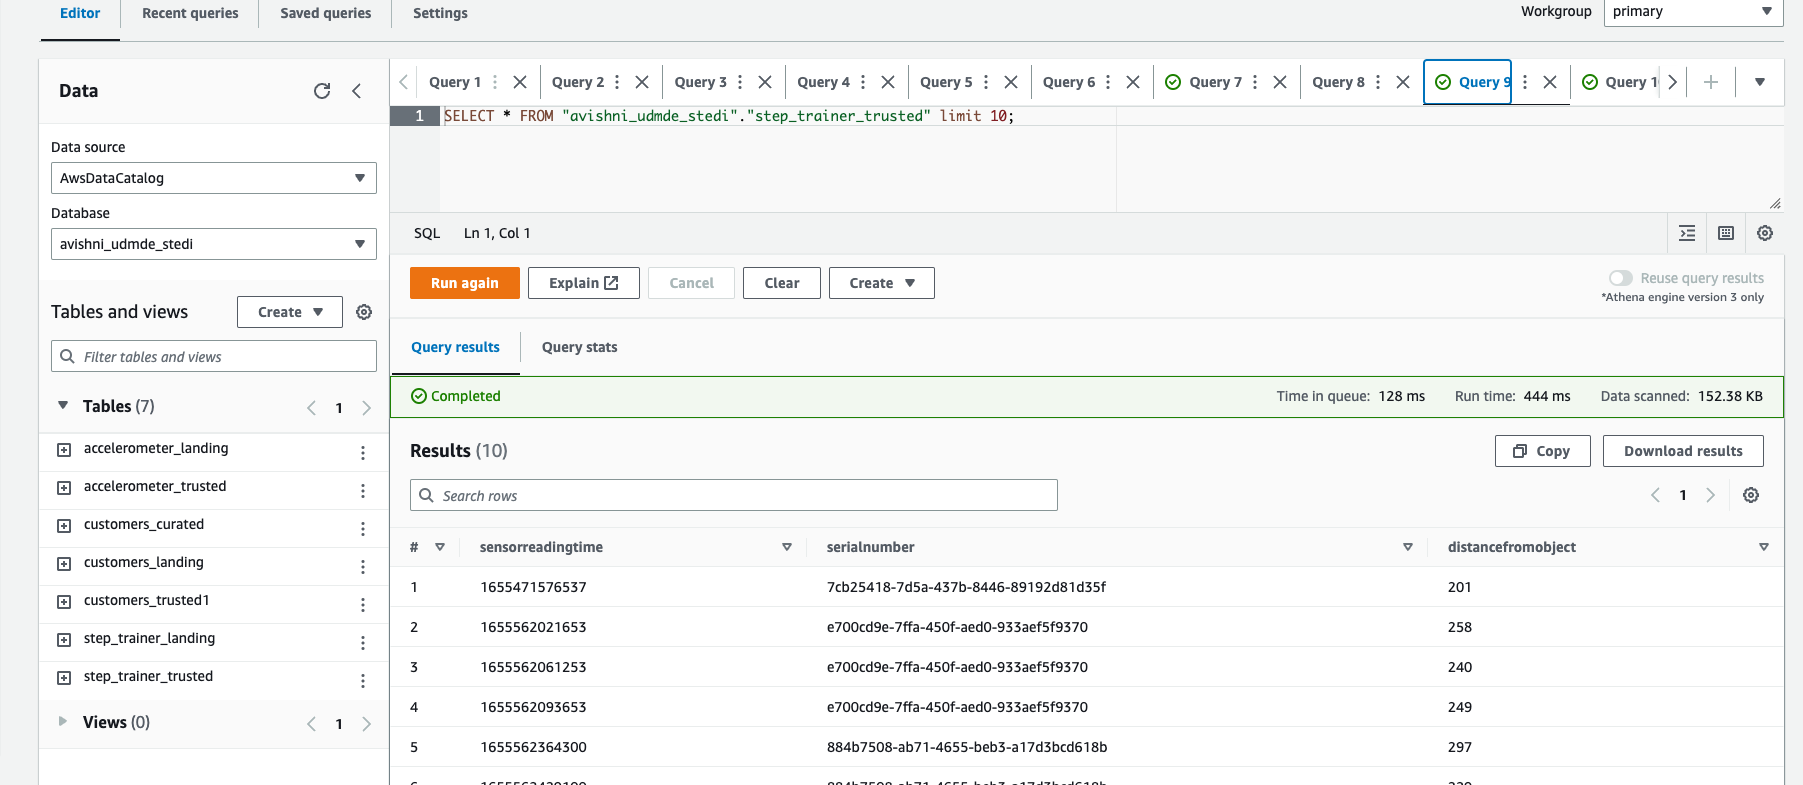 Editor Recent queries Saved queries Settings Workgroup primary
Data
Data source
AwsDataCatalog
Database
avishni_udmde_stedi
Tables and views Create
Filter tables and views
Tables (7) 1
accelerometer_landing
accelerometer_trusted
customers_curated
customers_landing
customers_trusted1
step_trainer_landing
step_trainer_trusted
Views (0) 1
Query 1 Query 2 Query 3 Query 4 Query 5 Query 6 Query 7 Query 8 Query 9 Query 1
1 SELECT * FROM "avishni_udmde_stedi"."step_trainer_trusted" limit 10;
SQL Ln 1, Col 1
Run again Explain Cancel Clear Create Reuse query results
*Athena engine version 3 only
Query results Query stats
Completed Time in queue: 128 ms Run time: 444 ms Data scanned: 152.38 KB
Results (10) Copy Download results
Search rows 1
# sensorreadingtime serialnumber distancefromobject
1 1655471576537 7cb25418-7d5a-437b-8446-89192d81d35f 201
2 1655562021653 e700cd9e-7ffa-450f-aed0-933aef5f9370 258
3 1655562061253 e700cd9e-7ffa-450f-aed0-933aef5f9370 240
4 1655562093653 e700cd9e-7ffa-450f-aed0-933aef5f9370 249
5 1655562364300 884b7508-ab71-4655-beb3-a17d3bcd618b 297